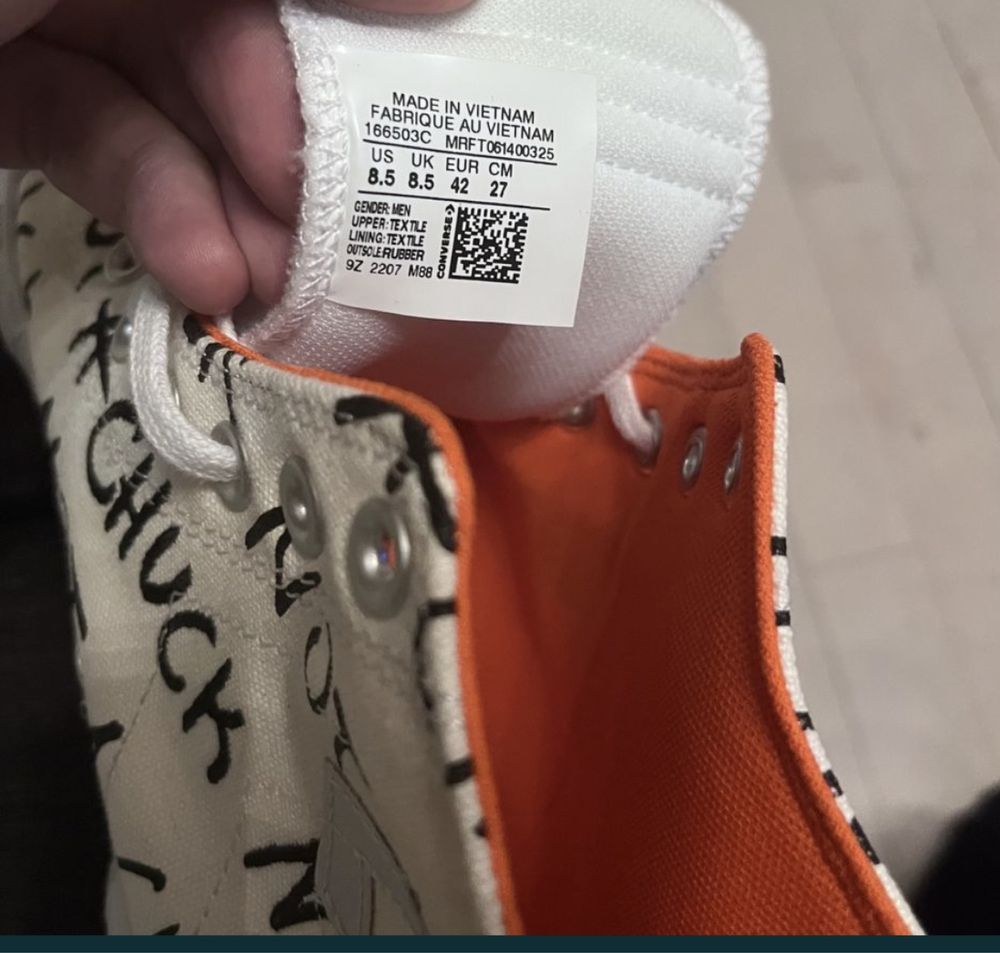 MADE IN VIETNAM
FABRIQUE AU VIETNAM
166503C MRFT061400325
US UK EUR CM
8.5 8.5 42 27
GENDER: MEN
UPPER: TEXTILE
LINING: TEXTILE
OUTSOLE:RUBBER
9Z 2207 M88
CONVERSE
CHUCK